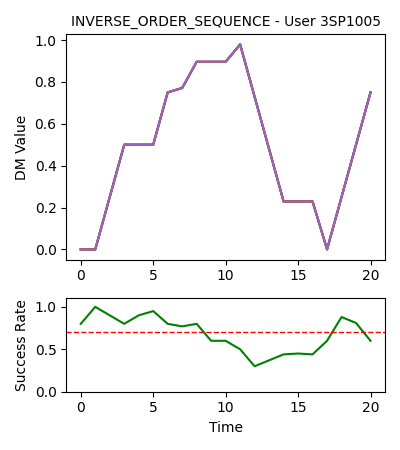 INVERSE_ORDER_SEQUENCE - User 3SP1005
DM Value
1.0
0.8
0.6
0.4
0.2
0.0
0 5 10 15 20
Success Rate
1.0
0.5
0.0
0 5 10 15 20
Time